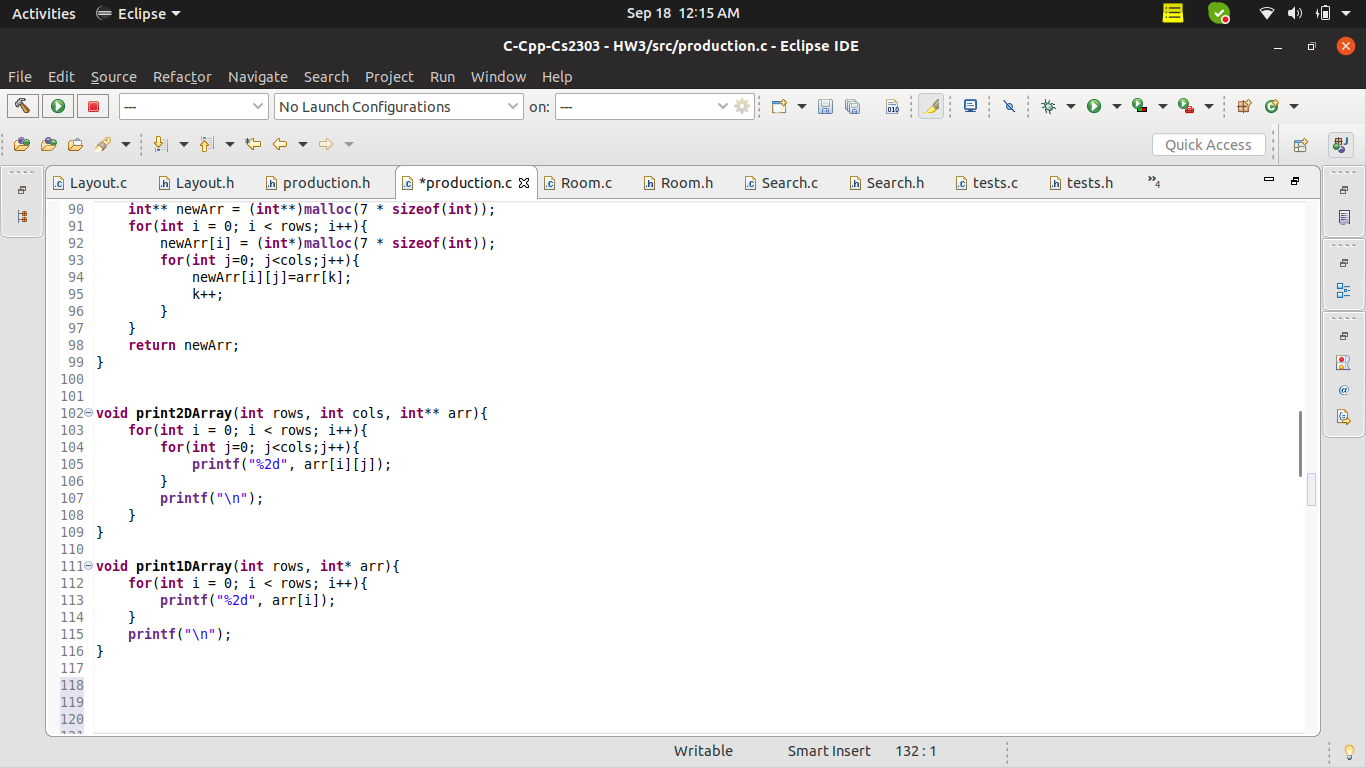 Activities Eclipse Sep 18 12:15 AM
C-Cpp-Cs2303 - HW3/src/production.c - Eclipse IDE
File Edit Source Refactor Navigate Search Project Run Window Help
--- No Launch Configurations on: ---
010
Quick Access
Layout.c Layout.h production.h *production.c Room.c Room.h Search.c Search.h tests.c tests.h »4
90 int** newArr = (int**)malloc(7 * sizeof(int));
91 for(int i = 0; i < rows; i++){
92 newArr[i] = (int*)malloc(7 * sizeof(int));
93 for(int j=0; j<cols;j++){
94 newArr[i][j]=arr[k];
95 k++;
96 }
97 }
98 return newArr;
99 }
100
101
102 void print2DArray(int rows, int cols, int** arr){
103 for(int i = 0; i < rows; i++){
104 for(int j=0; j<cols;j++){
105 printf("%2d", arr[i][j]);
106 }
107 printf("\n");
108 }
109 }
110
111 void print1DArray(int rows, int* arr){
112 for(int i = 0; i < rows; i++){
113 printf("%2d", arr[i]);
114 }
115 printf("\n");
116 }
117
118
119
120
121
Writable Smart Insert 132 : 1